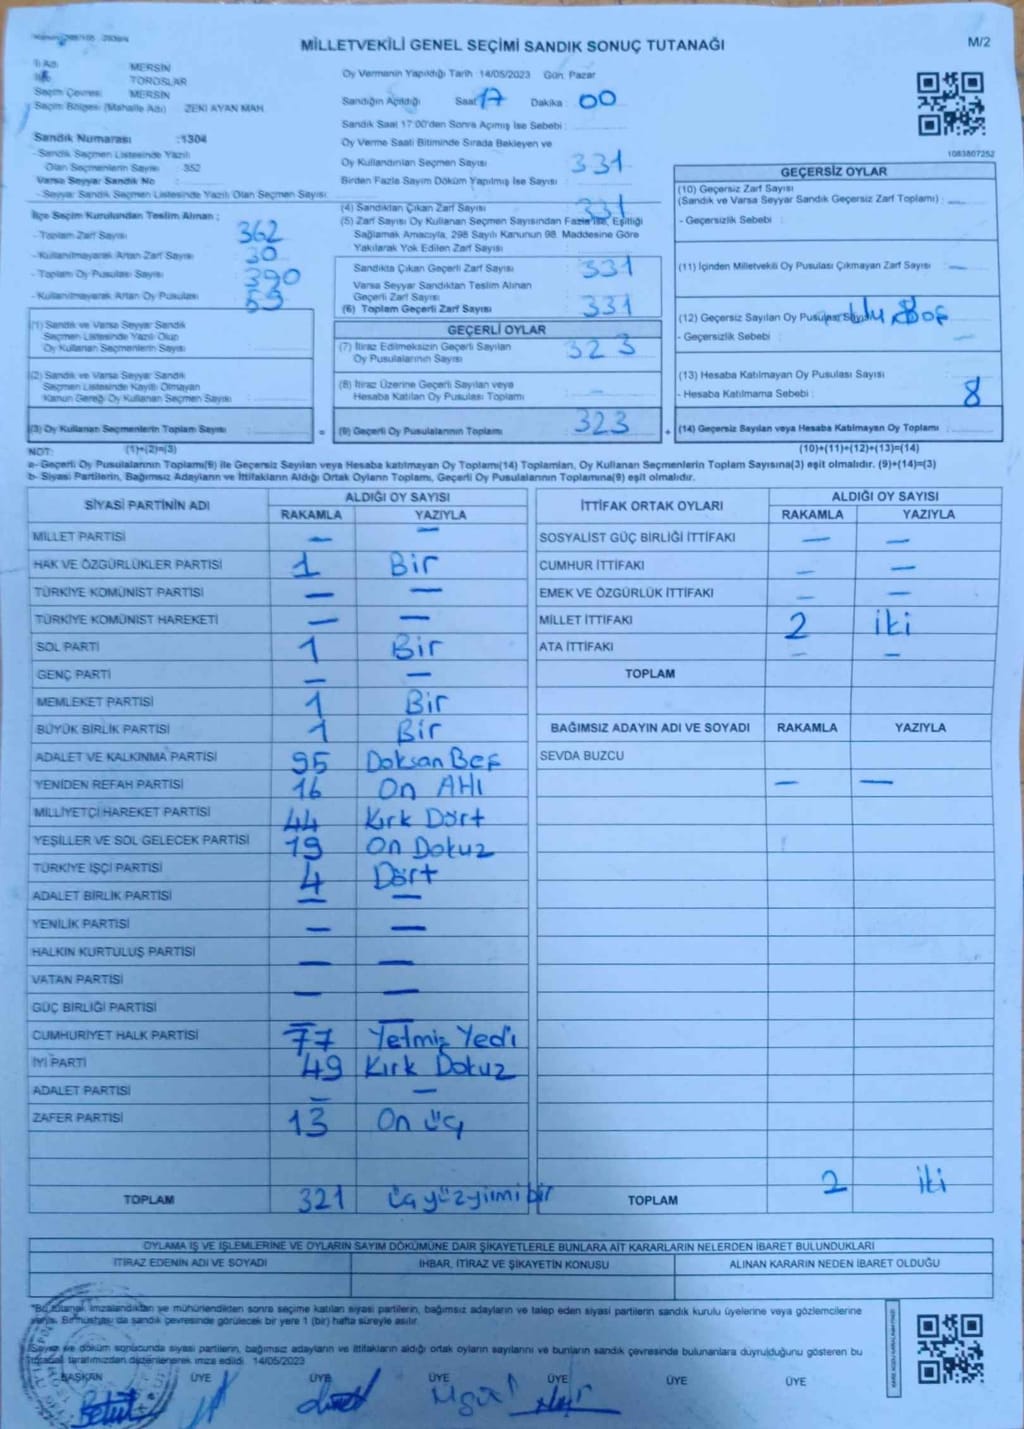 MİLLETVEKİLİ GENEL SEÇİMİ SANDIK SONUÇ TUTANAĞI
M/2
İl Adı MERSİN
TOROSLAR
Seçim Çevresi MERSİN
Seçim Bölgesi (Mahalle Adı) ZEKİ AYAN MAH
Oy Vermenin Yapıldığı Tarih 14/05/2023 Gün Pazar
Sandığın Açıldığı Saat 17 Dakika 00
Sandık Saat 17:00'den Sonra Açımış İse Sebebi
1083807252
Sandık Numarası :1304
- Sandık Seçmen Listesinde Yazılı
Olan Seçmenlerin Sayısı : 352
Varsa Seyyar Sandık No
- Seyyar Sandık Seçmen Listesinde Yazılı Olan Seçmen Sayısı
Oy Verme Saati Bitiminde Sırada Bekleyen ve
Oy Kullandırılan Seçmen Sayısı 331
Birden Fazla Sayım Döküm Yapılmış İse Sayısı
İlçe Seçim Kurulundan Teslim Alınan ;
- Toplam Zarf Sayısı 362
- Kullanılmayarak Artan Zarf Sayısı 30
- Toplam Oy Pusulası Sayısı 390
- Kullanılmayarak Artan Oy Pusulası 59
(4) Sandıktan Çıkan Zarf Sayısı 331
(5) Zarf Sayısı Oy Kullanan Seçmen Sayısından Fazla İse, Eşitliği
Sağlamak Amacıyla, 298 Sayılı Kanunun 98. Maddesine Göre
Yakılarak Yok Edilen Zarf Sayısı
Sandıkta Çıkan Geçerli Zarf Sayısı 331
Varsa Seyyar Sandıktan Teslim Alınan
Geçerli Zarf Sayısı
(6) Toplam Geçerli Zarf Sayısı 331
(1) Sandık ve Varsa Seyyar Sandık
Seçmen Listesinde Yazılı Olup
Oy Kullanan Seçmenlerin Sayısı
(2) Sandık ve Varsa Seyyar Sandık
Seçmen Listesinde Kayıtlı Olmayan
Kanun Gereği Oy Kullanan Seçmen Sayısı
(3) Oy Kullanan Seçmenlerin Toplam Sayısı =
GEÇERLİ OYLAR
(7) İtiraz Edilmeksizin Geçerli Sayılan
Oy Pusulalarının Sayısı 323
(8) İtiraz Üzerine Geçerli Sayılan veya
Hesaba Katılan Oy Pusulası Toplamı –
(9) Geçerli Oy Pusulalarının Toplamı 323 +
GEÇERSİZ OYLAR
(10) Geçersiz Zarf Sayısı
(Sandık ve Varsa Seyyar Sandık Geçersiz Zarf Toplamı) –
- Geçersizlik Sebebi :
(11) İçinden Milletvekili Oy Pusulası Çıkmayan Zarf Sayısı –
(12) Geçersiz Sayılan Oy Pusulası Sayısı
- Geçersizlik Sebebi : –
(13) Hesaba Katılmayan Oy Pusulası Sayısı
- Hesaba Katılmama Sebebi : 8
(14) Geçersiz Sayılan veya Hesaba Katılmayan Oy Toplamı
NOT: (1)+(2)=(3) (10)+(11)+(12)+(13)=(14)
a- Geçerli Oy Pusulalarının Toplamı(9) ile Geçersiz Sayılan veya Hesaba katılmayan Oy Toplamı(14) Toplamları, Oy Kullanan Seçmenlerin Toplam Sayısına(3) eşit olmalıdır. (9)+(14)=(3)
b- Siyasi Partilerin, Bağımsız Adayların ve İttifakların Aldığı Ortak Oyların Toplamı, Geçerli Oy Pusulalarının Toplamına(9) eşit olmalıdır.
SİYASİ PARTİNİN ADI ALDIĞI OY SAYISI
RAKAMLA YAZIYLA
MİLLET PARTİSİ – –
HAK VE ÖZGÜRLÜKLER PARTİSİ 1 Bir
TÜRKİYE KOMÜNİST PARTİSİ – –
TÜRKİYE KOMÜNİST HAREKETİ – –
SOL PARTİ 1 Bir
GENÇ PARTİ – –
MEMLEKET PARTİSİ 1 Bir
BÜYÜK BİRLİK PARTİSİ 1 Bir
ADALET VE KALKINMA PARTİSİ 95 Doksan Beş
YENİDEN REFAH PARTİSİ 16 On Altı
MİLLİYETÇİ HAREKET PARTİSİ 44 Kırk Dört
YEŞİLLER VE SOL GELECEK PARTİSİ 19 On Dokuz
TÜRKİYE İŞÇİ PARTİSİ 4 Dört
ADALET BİRLİK PARTİSİ – –
YENİLİK PARTİSİ – –
HALKIN KURTULUŞ PARTİSİ – –
VATAN PARTİSİ – –
GÜÇ BİRLİĞİ PARTİSİ – –
CUMHURİYET HALK PARTİSİ 77 Yetmiş Yedi
İYİ PARTİ 49 Kırk Dokuz
ADALET PARTİSİ – –
ZAFER PARTİSİ 13 On üç
TOPLAM 321 üçyüzyirmi bir
İTTİFAK ORTAK OYLARI ALDIĞI OY SAYISI
RAKAMLA YAZIYLA
SOSYALİST GÜÇ BİRLİĞİ İTTİFAKI – –
CUMHUR İTTİFAKI – –
EMEK VE ÖZGÜRLÜK İTTİFAKI – –
MİLLET İTTİFAKI 2 iki
ATA İTTİFAKI – –
TOPLAM
BAĞIMSIZ ADAYIN ADI VE SOYADI RAKAMLA YAZIYLA
SEVDA BUZCU – –
TOPLAM 2 iki
OYLAMA İŞ VE İŞLEMLERİNE VE OYLARIN SAYIM DÖKÜMÜNE DAİR ŞİKAYETLERLE BUNLARA AİT KARARLARIN NELERDEN İBARET BULUNDUKLARI
İTİRAZ EDENİN ADI VE SOYADI İHBAR, İTİRAZ VE ŞİKAYETİN KONUSU ALINAN KARARIN NEDEN İBARET OLDUĞU
"Bu tutanak imzalandıktan ve mühürlendikten sonra seçime katılan siyasi partilerin, bağımsız adayların ve talep eden siyasi partilerin sandık kurulu üyelerine veya gözlemcilerine
verilir. Bir nüshası da sandık çevresinde görülecek bir yere 1 (bir) hafta süreyle asılır.
Sayım ve döküm sonucunda siyasi partilerin, bağımsız adayların ve ittifakların aldığı ortak oyların sayılarını ve bunların sandık çevresinde bulunanlara duyrulduğunu gösteren bu
tutanak tarafımızdan düzenlenerek imza edildi. 14/05/2023
BAŞKAN ÜYE ÜYE ÜYE ÜYE ÜYE ÜYE